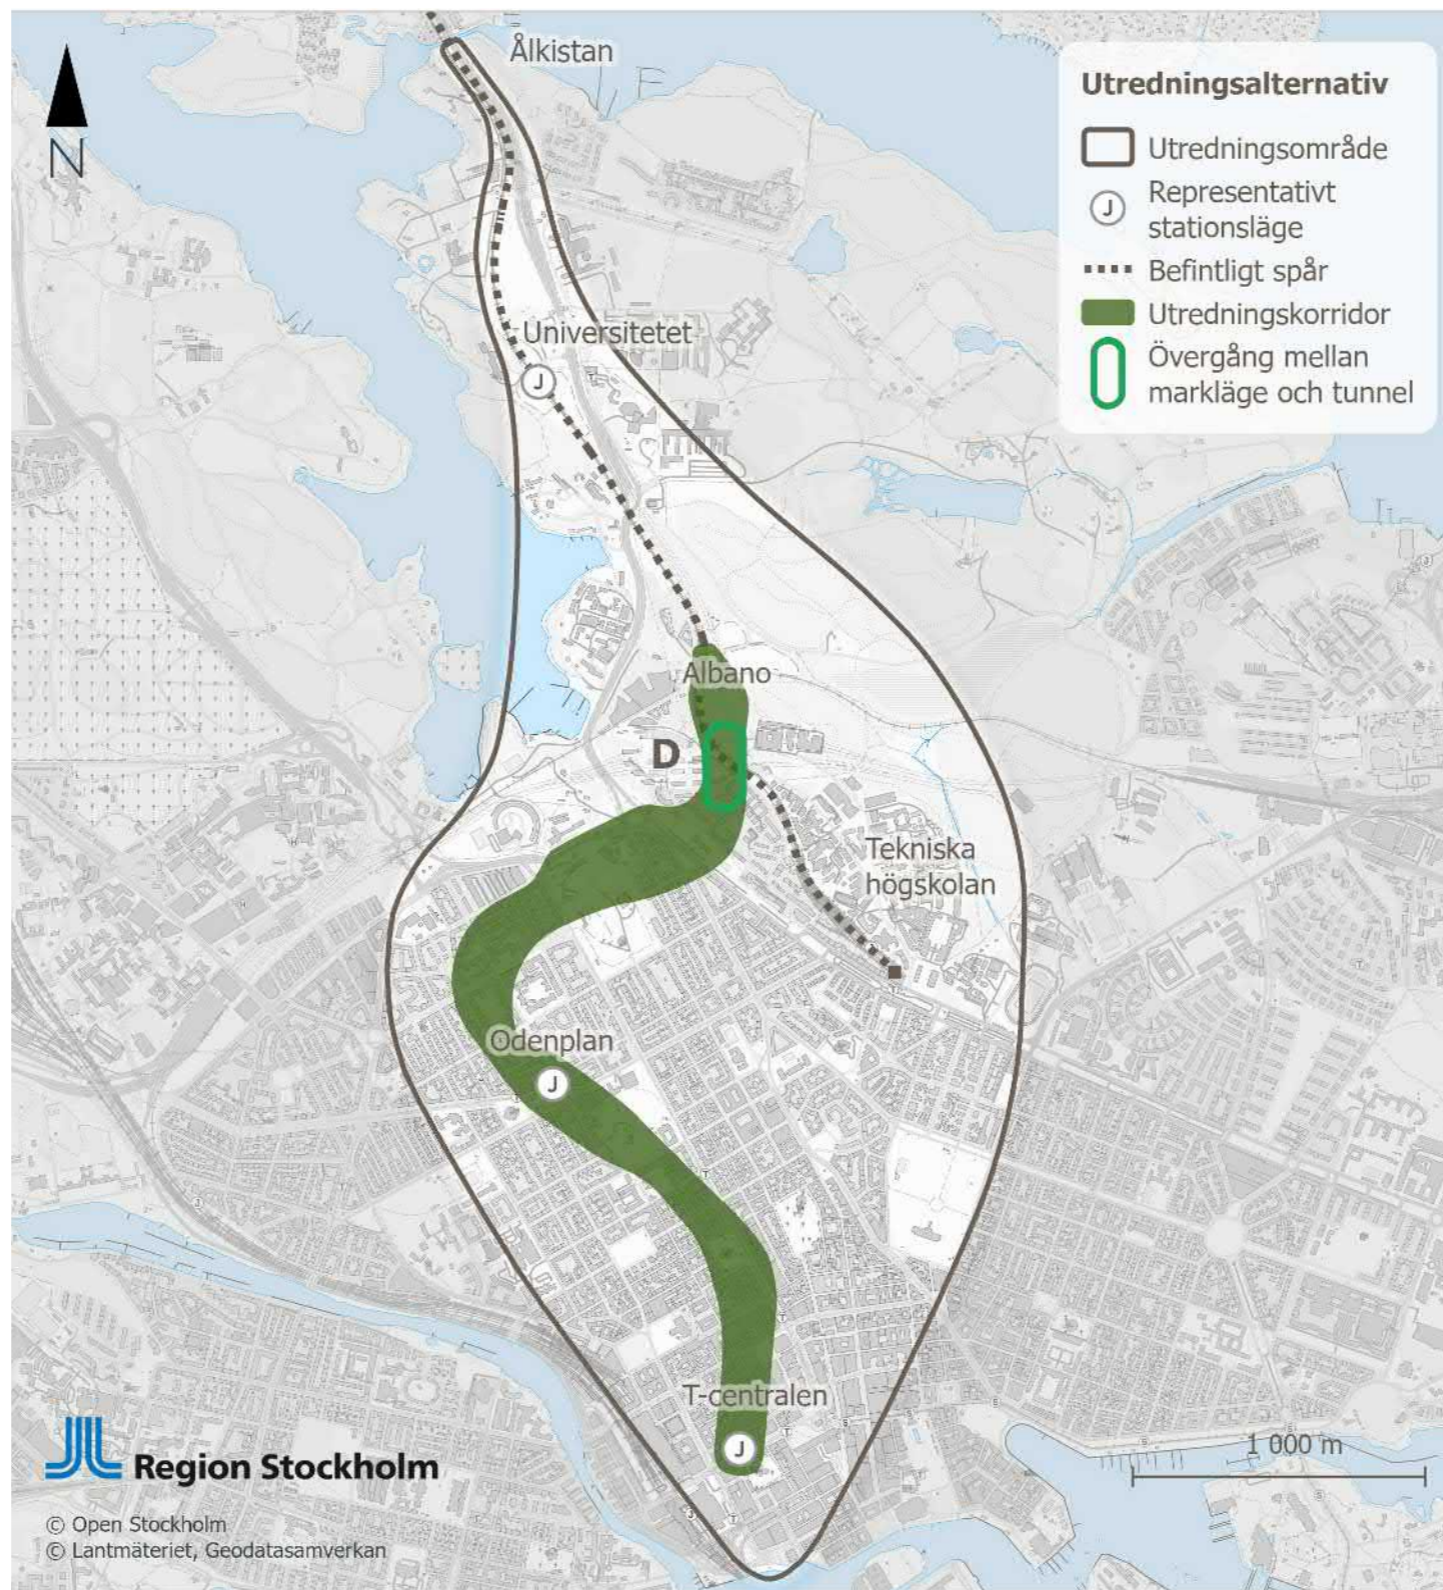 Ålkistan
N
Utredningsalternativ
Utredningsområde
J
Representativt
stationsläge
Befintligt spår
Utredningskorridor
Övergång mellan
markläge och tunnel
Universitetet
J
Albano
D
Tekniska
högskolan
Odenplan
J
T-centralen
J
1 000 m
Region Stockholm
© Open Stockholm
© Lantmäteriet, Geodatasamverkan